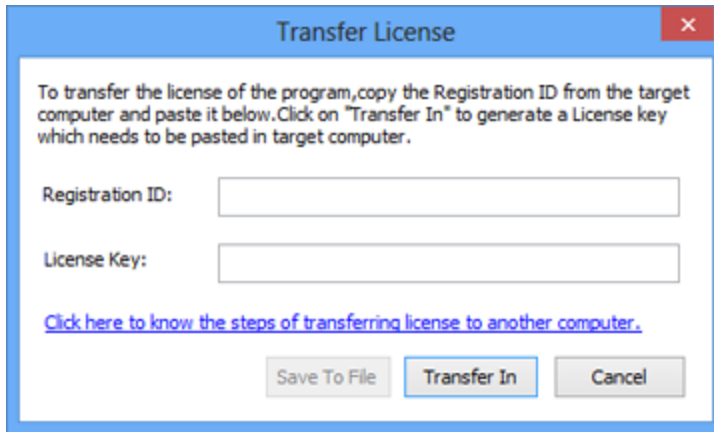 Transfer License
To transfer the license of the program,copy the Registration ID from the target
computer and paste it below.Click on "Transfer In" to generate a License key
which needs to be pasted in target computer.
Registration ID:
License Key:
Click here to know the steps of transferring license to another computer.
Save To File Transfer In Cancel